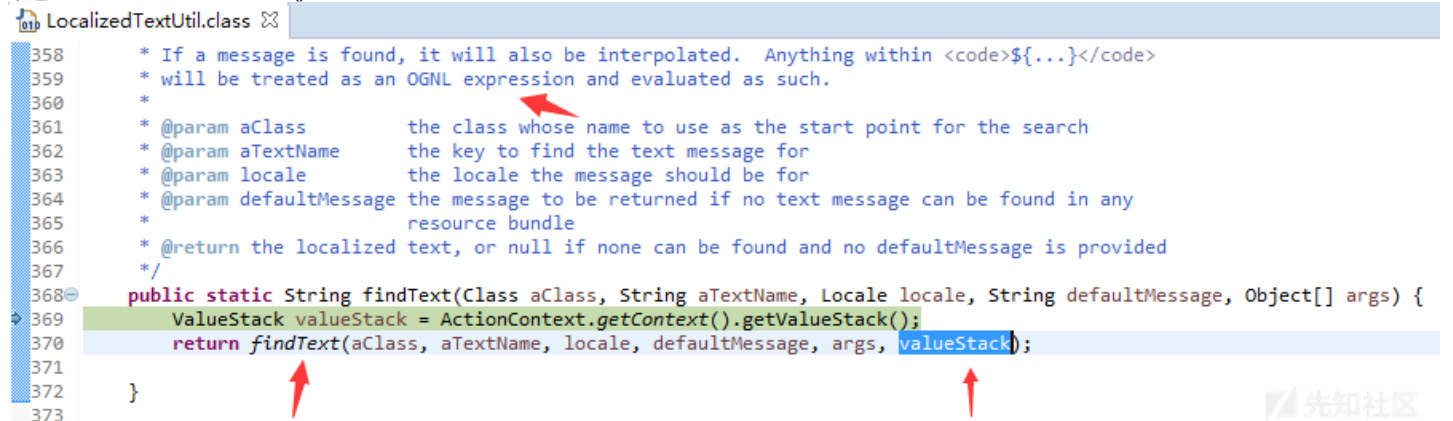 LocalizedTextUtil.class
358 * If a message is found, it will also be interpolated. Anything within <code>${...}</code>
359 * will be treated as an OGNL expression and evaluated as such.
360 *
361 * @param aClass the class whose name to use as the start point for the search
362 * @param aTextName the key to find the text message for
363 * @param locale the locale the message should be for
364 * @param defaultMessage the message to be returned if no text message can be found in any
365 * resource bundle
366 * @return the localized text, or null if none can be found and no defaultMessage is provided
367 */
368 public static String findText(Class aClass, String aTextName, Locale locale, String defaultMessage, Object[] args) {
369 ValueStack valueStack = ActionContext.getContext().getValueStack();
370 return findText(aClass, aTextName, locale, defaultMessage, args, valueStack);
371
372 }
373
先知社区